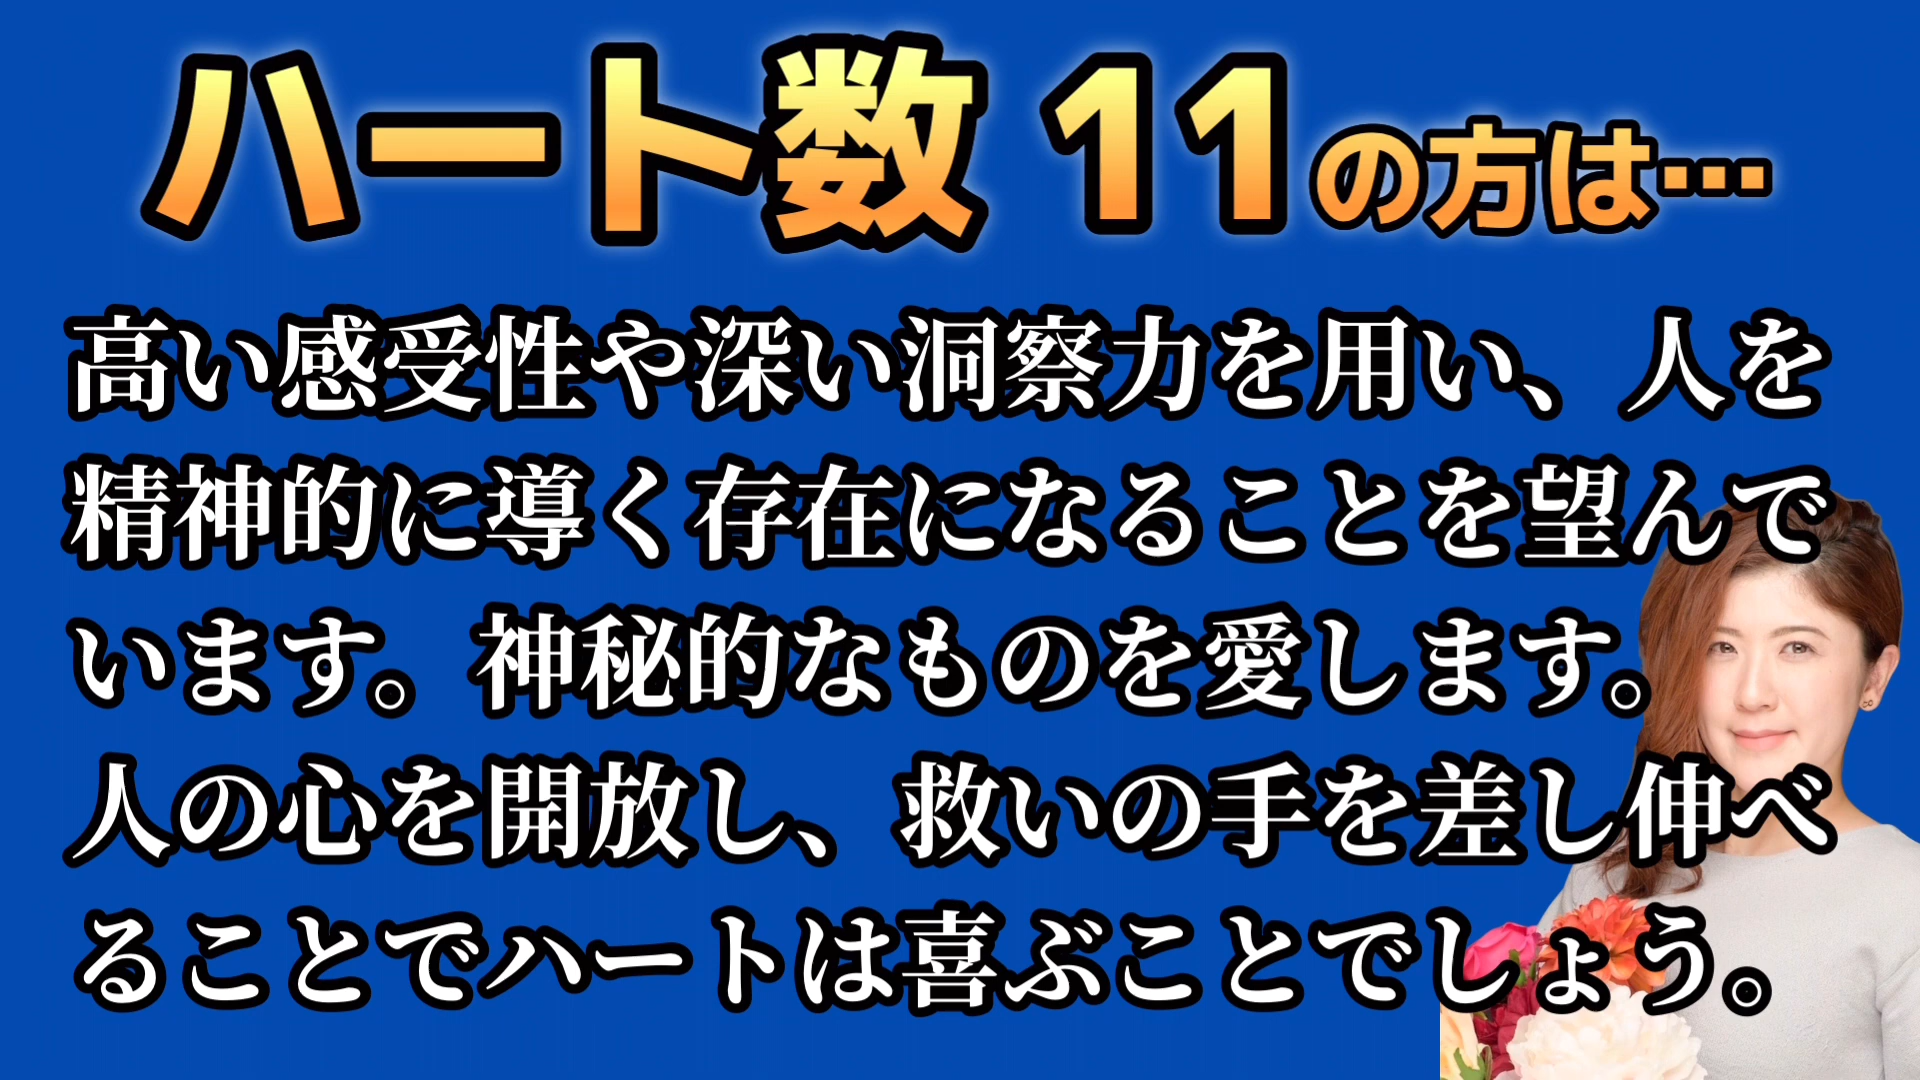 ハート数 11の方は…
高い感受性や深い洞察力を用い、人を
精神的に導く存在になることを望んで
います。神秘的なものを愛します。
人の心を開放し、救いの手を差し伸べ
ることでハートは喜ぶことでしょう。